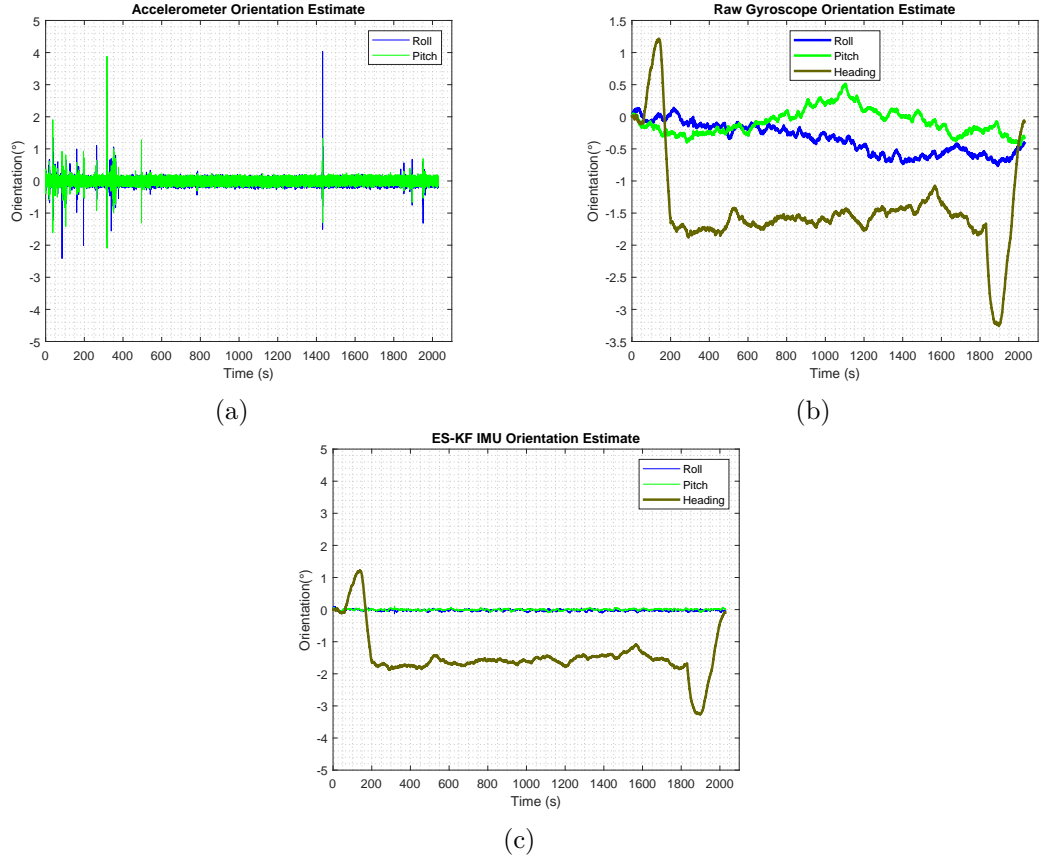 Accelerometer Orientation Estimate
5
4
3
2
1
0
-1
-2
-3
-4
-5
Orientation(°)
Roll
Pitch
0 200 400 600 800 1000 1200 1400 1600 1800 2000
Time (s)
(a)
Raw Gyroscope Orientation Estimate
1.5
1
0.5
0
-0.5
-1
-1.5
-2
-2.5
-3
-3.5
Orientation(°)
Roll
Pitch
Heading
0 200 400 600 800 1000 1200 1400 1600 1800 2000
Time (s)
(b)
ES-KF IMU Orientation Estimate
5
4
3
2
1
0
-1
-2
-3
-4
-5
Orientation(°)
Roll
Pitch
Heading
0 200 400 600 800 1000 1200 1400 1600 1800 2000
Time (s)
(c)